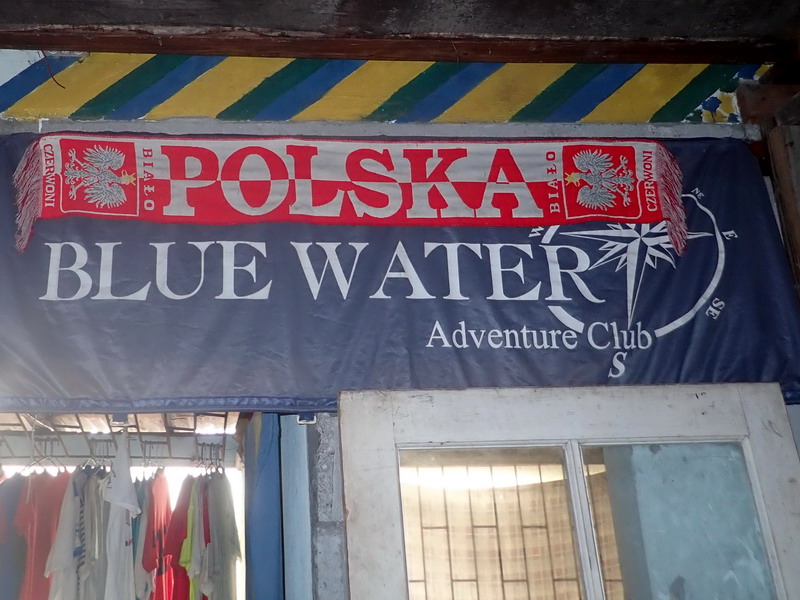 CZERWONI BIAŁO POLSKA BIAŁO CZERWONI
BLUE WATER
Adventure Club
W NE E SE S